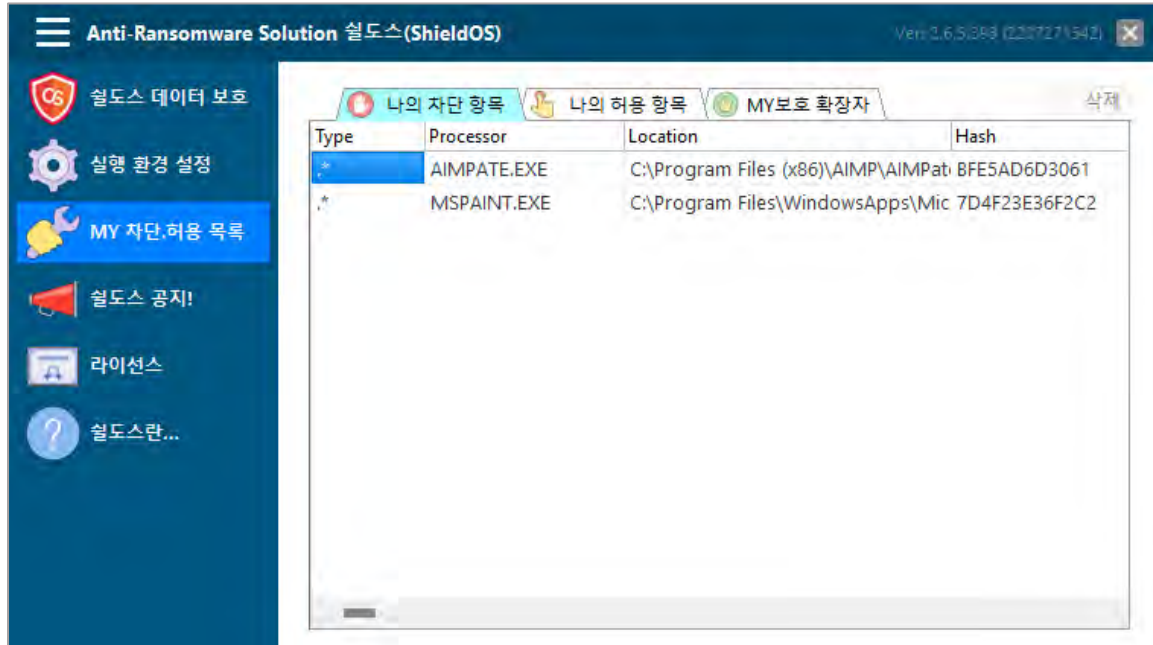 Anti-Ransomware Solution 쉴도스(ShieldOS)
쉴도스 데이터 보호
실행 환경 설정
MY 차단.허용 목록
쉴도스 공지!
라이선스
쉴도스란...
나의 차단 항목 나의 허용 항목 MY보호 확장자 삭제
Type Processor Location Hash
.* AIMPATE.EXE C:\Program Files (x86)\AIMP\AIMPat BFE5AD6D3061
.* MSPAINT.EXE C:\Program Files\WindowsApps\Mic 7D4F23E36F2C2